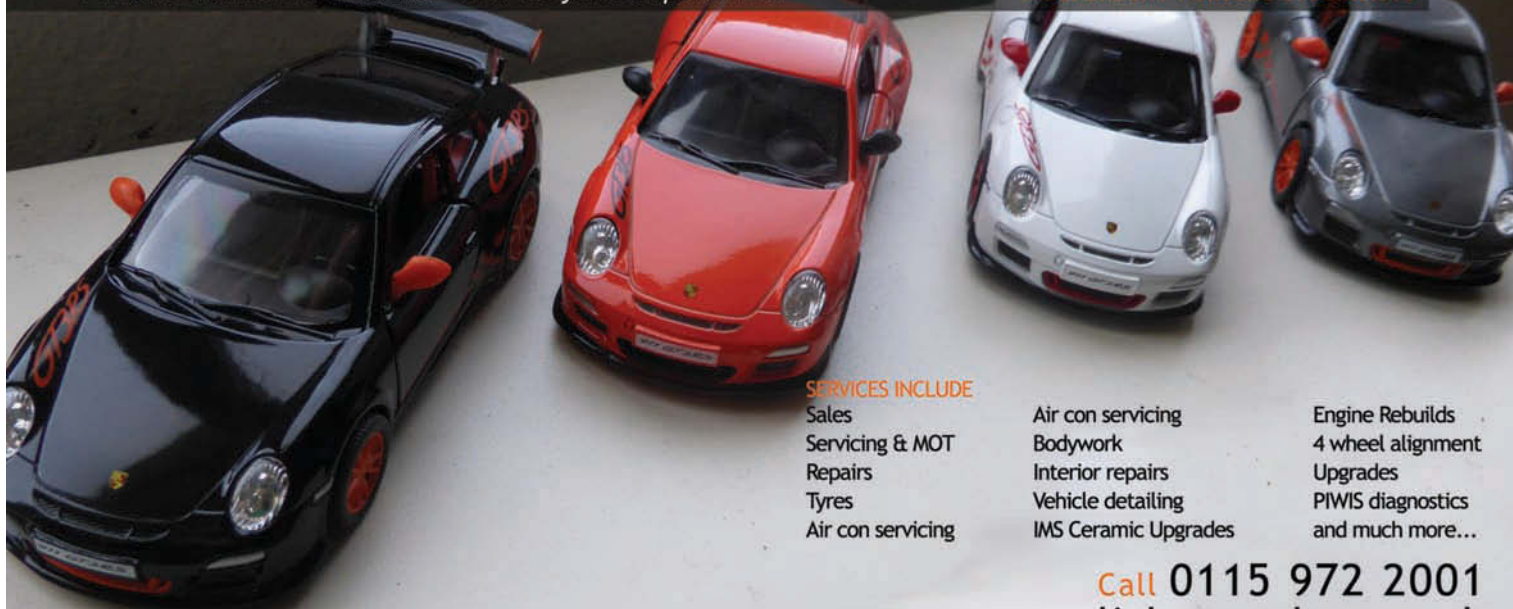 SERVICES INCLUDE
Sales
Servicing & MOT
Repairs
Tyres
Air con servicing
Air con servicing
Bodywork
Interior repairs
Vehicle detailing
IMS Ceramic Upgrades
Engine Rebuilds
4 wheel alignment
Upgrades
PIWIS diagnostics
and much more...
Call 0115 972 2001